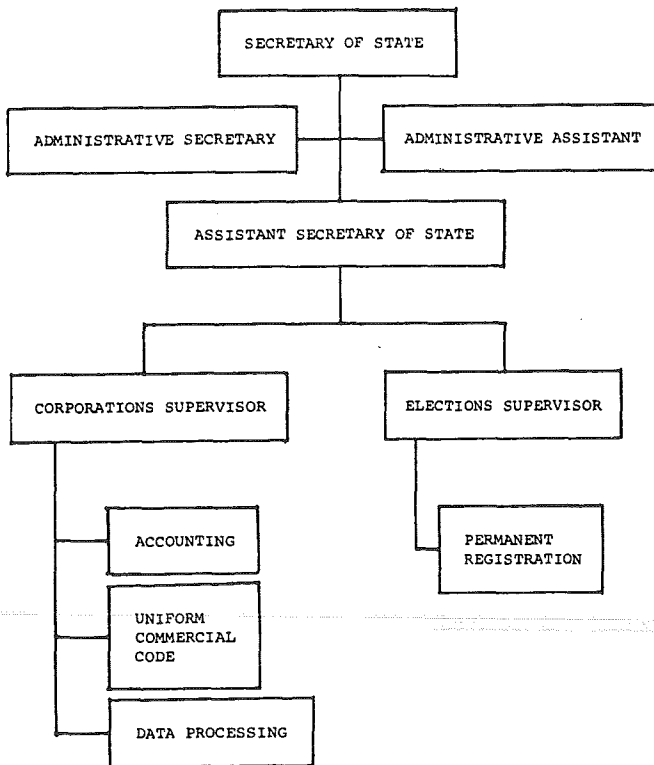 SECRETARY OF STATE
ADMINISTRATIVE SECRETARY
ADMINISTRATIVE ASSISTANT
ASSISTANT SECRETARY OF STATE
CORPORATIONS SUPERVISOR
ELECTIONS SUPERVISOR
ACCOUNTING
UNIFORM
COMMERCIAL
CODE
DATA PROCESSING
PERMANENT
REGISTRATION